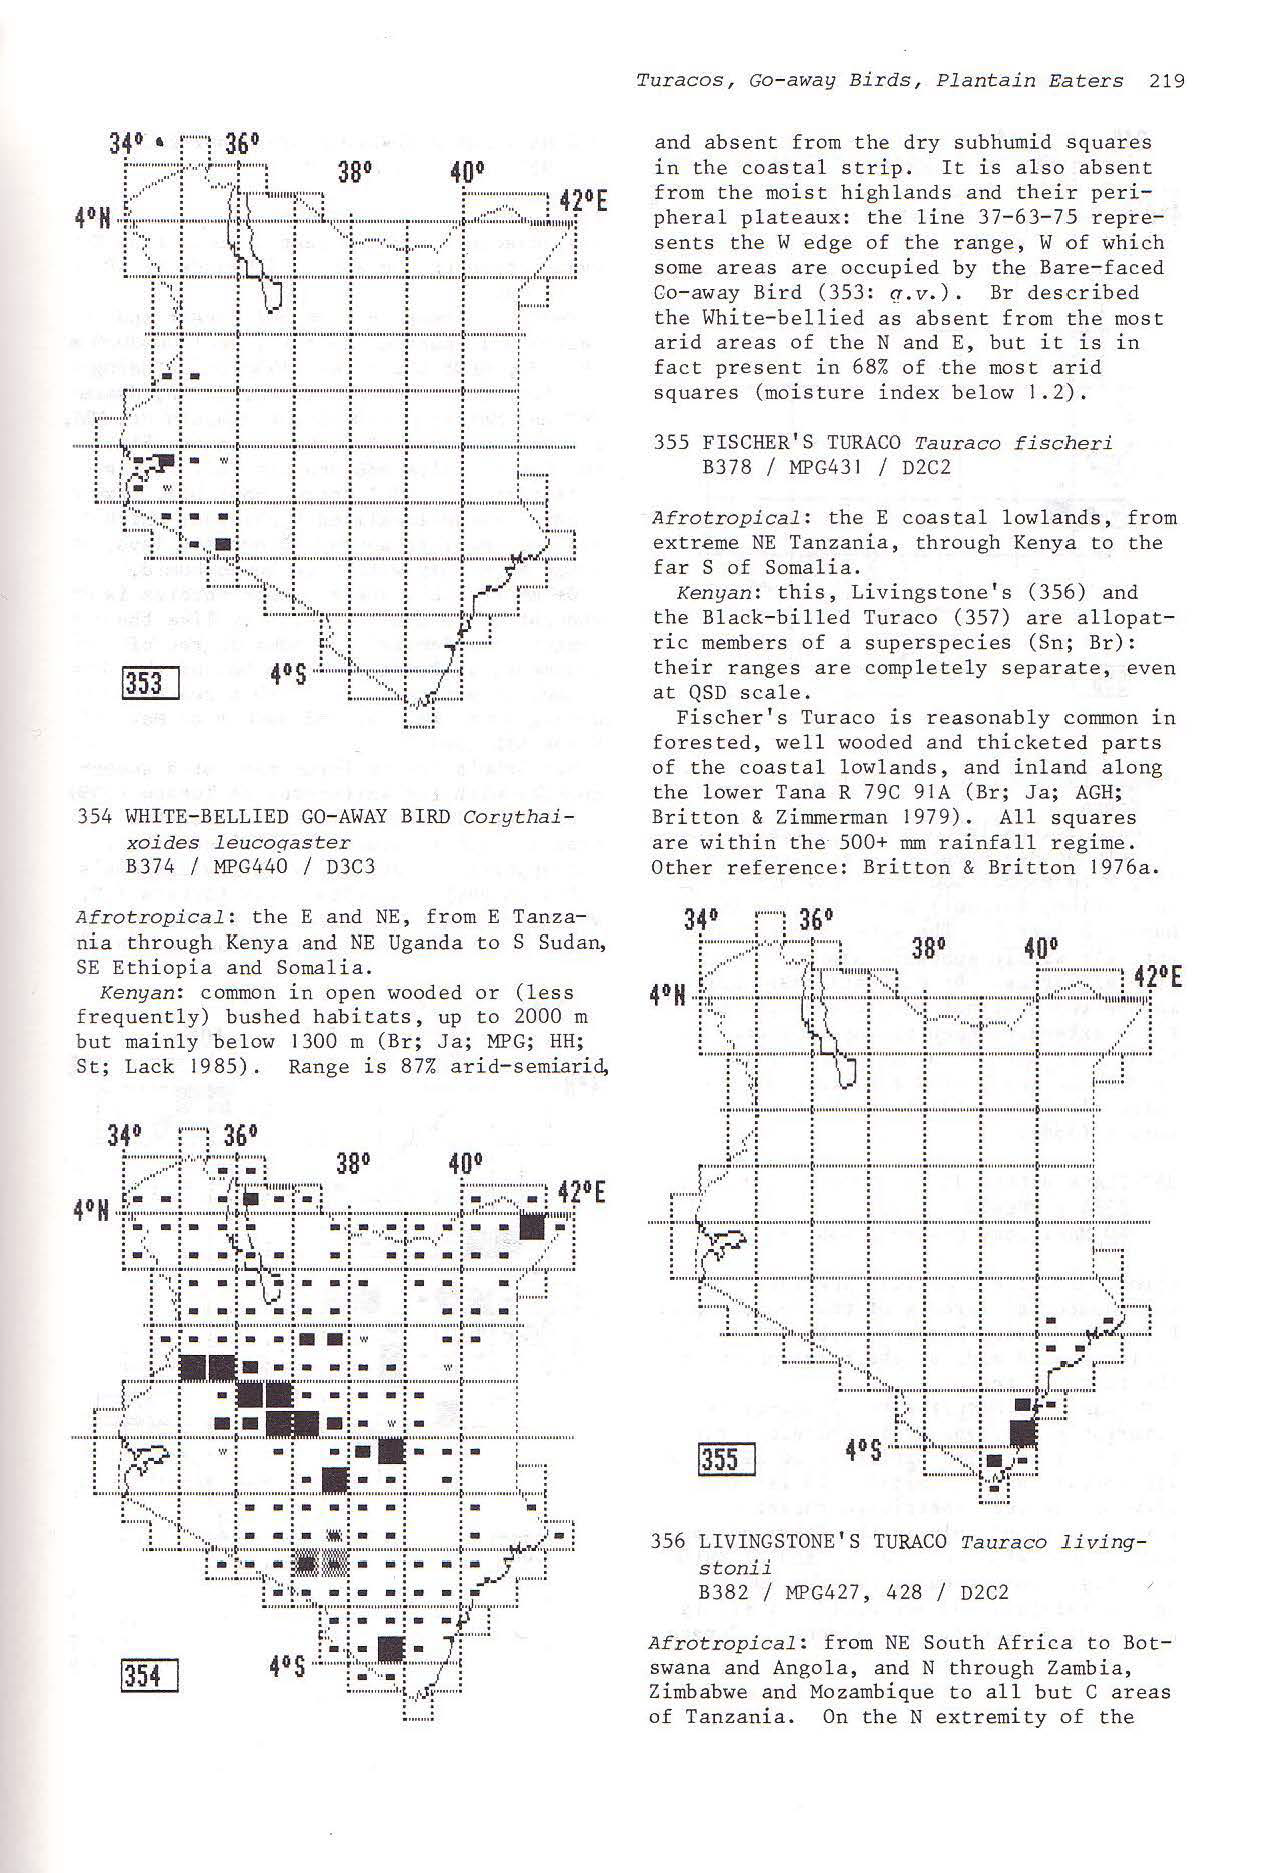 Turacos, Go-away Birds, Plantain Eaters 219
34° 36°
38° 40°
42°E
4°N
4°S
353
354 WHITE-BELLIED GO-AWAY BIRD Corythai-
xoides leucogaster
B374 / MPG440 / D3C3
Afrotropical: the E and NE, from E Tanza-
nia through Kenya and NE Uganda to S Sudan,
SE Ethiopia and Somalia.
Kenyan: common in open wooded or (less
frequently) bushed habitats, up to 2000 m
but mainly below 1300 m (Br; Ja; MPG; HH;
St; Lack 1985). Range is 87% arid-semiarid,
34° 36°
38° 40°
42°E
4°N
4°S
354
and absent from the dry subhumid squares
in the coastal strip. It is also absent
from the moist highlands and their peri-
pheral plateaux: the line 37-63-75 repre-
sents the W edge of the range, W of which
some areas are occupied by the Bare-faced
Go-away Bird (353: q.v.). Br described
the White-bellied as absent from the most
arid areas of the N and E, but it is in
fact present in 68% of the most arid
squares (moisture index below 1.2).
355 FISCHER'S TURACO Tauraco fischeri
B378 / MPG431 / D2C2
Afrotropical: the E coastal lowlands, from
extreme NE Tanzania, through Kenya to the
far S of Somalia.
Kenyan: this, Livingstone's (356) and
the Black-billed Turaco (357) are allopat-
ric members of a superspecies (Sn; Br):
their ranges are completely separate, even
at QSD scale.
Fischer's Turaco is reasonably common in
forested, well wooded and thicketed parts
of the coastal lowlands, and inland along
the lower Tana R 79C 91A (Br; Ja; AGH;
Britton & Zimmerman 1979). All squares
are within the 500+ mm rainfall regime.
Other reference: Britton & Britton 1976a.
34° 36°
38° 40°
42°E
4°N
4°S
355
356 LIVINGSTONE'S TURACO Tauraco living-
stonii
B382 / MPG427, 428 / D2C2
Afrotropical: from NE South Africa to Bot-
swana and Angola, and N through Zambia,
Zimbabwe and Mozambique to all but C areas
of Tanzania. On the N extremity of the